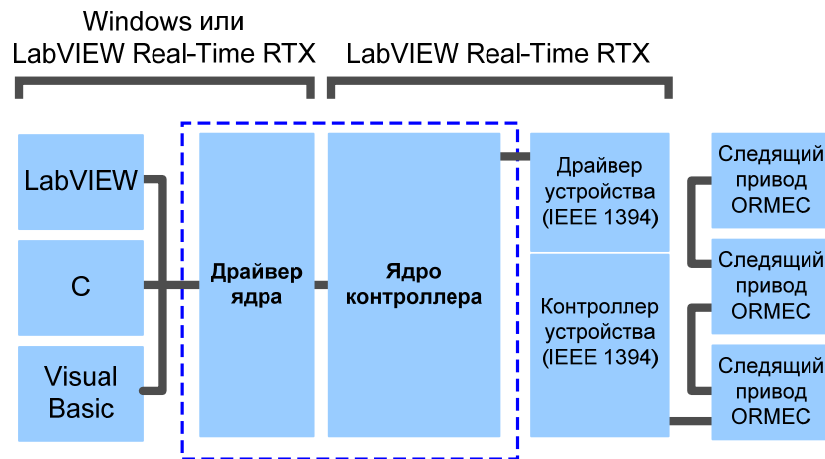 Windows или
LabVIEW Real-Time RTX
LabVIEW Real-Time RTX
LabVIEW
C
Visual
Basic
Драйвер
ядра
Ядро
контроллера
Драйвер
устройства
(IEEE 1394)
Контроллер
устройства
(IEEE 1394)
Следящий
привод
ORMEC
Следящий
привод
ORMEC
Следящий
привод
ORMEC